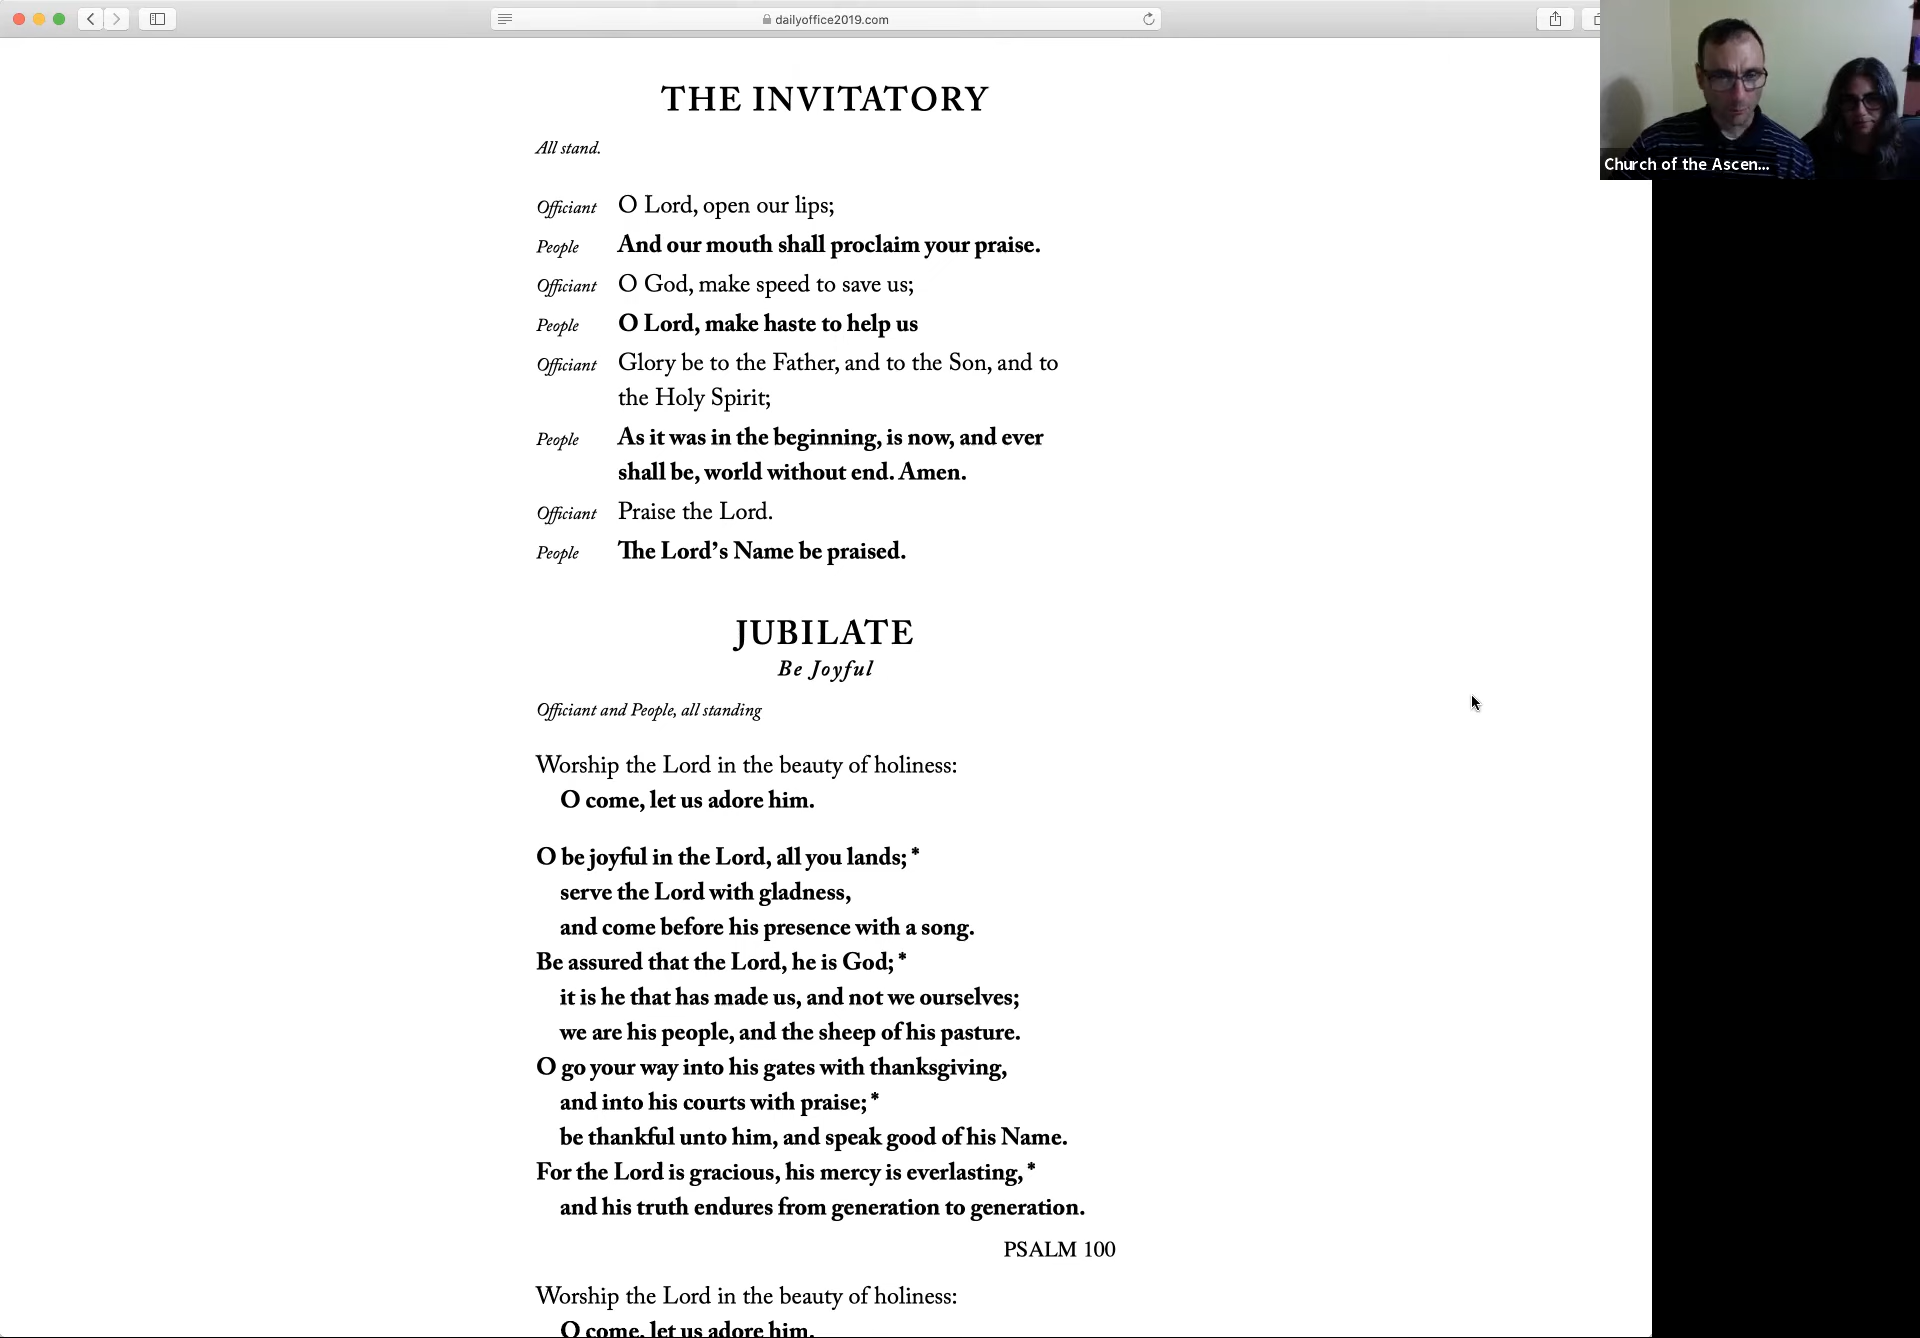 dailyoffice2019.com
Church of the Ascen...
THE INVITATORY
All stand.
Officiant O Lord, open our lips;
People And our mouth shall proclaim your praise.
Officiant O God, make speed to save us;
People O Lord, make haste to help us
Officiant Glory be to the Father, and to the Son, and to
the Holy Spirit;
People As it was in the beginning, is now, and ever
shall be, world without end. Amen.
Officiant Praise the Lord.
People The Lord’s Name be praised.
JUBILATE
Be Joyful
Officiant and People, all standing
Worship the Lord in the beauty of holiness:
O come, let us adore him.
O be joyful in the Lord, all you lands; *
serve the Lord with gladness,
and come before his presence with a song.
Be assured that the Lord, he is God; *
it is he that has made us, and not we ourselves;
we are his people, and the sheep of his pasture.
O go your way into his gates with thanksgiving,
and into his courts with praise; *
be thankful unto him, and speak good of his Name.
For the Lord is gracious, his mercy is everlasting, *
and his truth endures from generation to generation.
PSALM 100
Worship the Lord in the beauty of holiness:
O come, let us adore him.